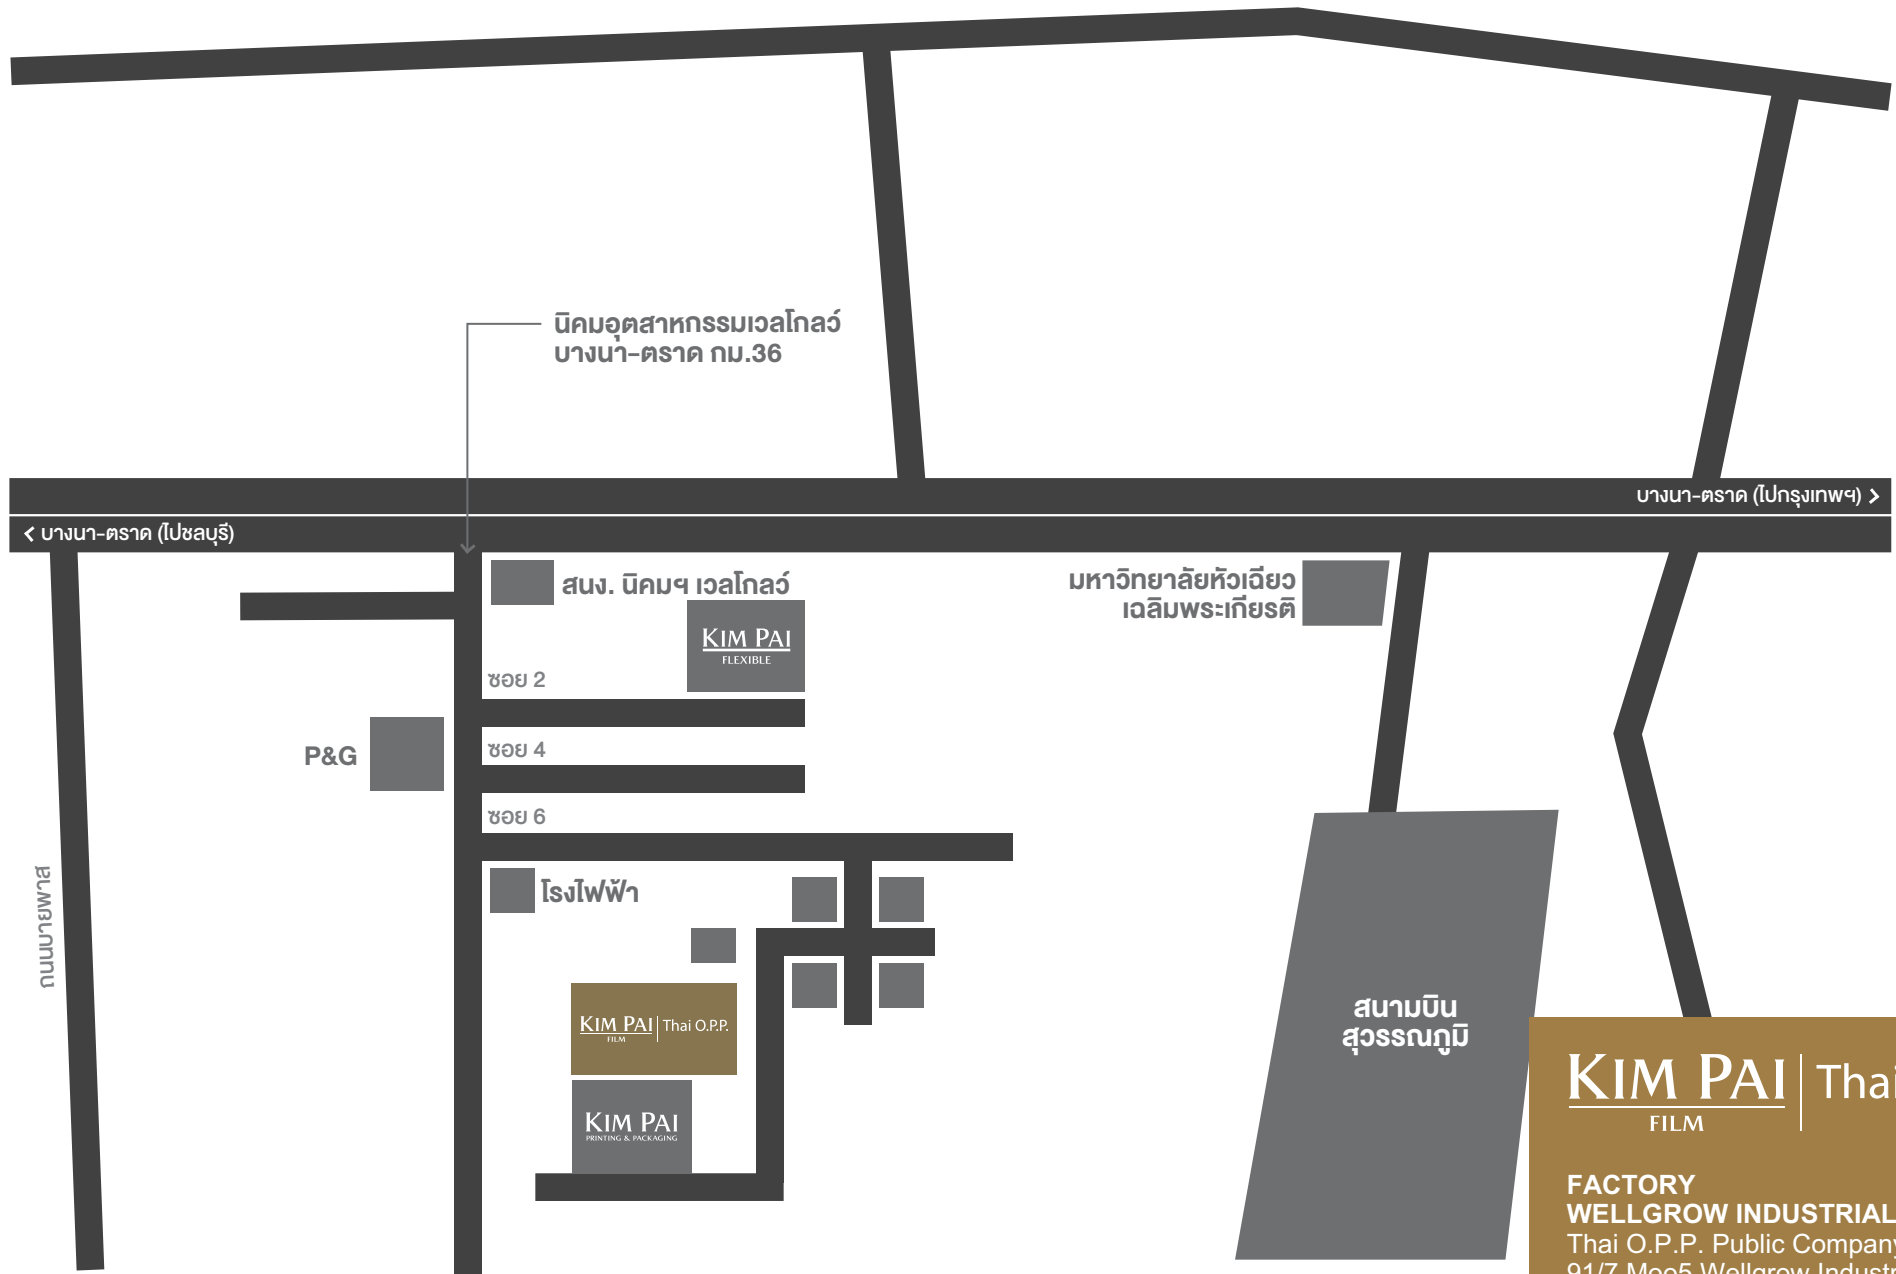 นิคมอุตสาหกรรมเวลโกลว์
บางนา-ตราด กม.36
บางนา-ตราด (ไปกรุงเทพฯ) >
< บางนา-ตราด (ไปชลบุรี)
สนง. นิคมฯ เวลโกลว์
มหาวิทยาลัยหัวเฉียว
เฉลิมพระเกียรติ
KIM PAI
FLEXIBLE
ซอย 2
P&G
ซอย 4
ซอย 6
ถนนบายพาส
โรงไฟฟ้า
สนามบิน
สุวรรณภูมิ
KIM PAI | Thai O.P.P.
FILM
KIM PAI
PRINTING & PACKAGING
KIM PAI | Thai
FILM
FACTORY
WELLGROW INDUSTRIAL
Thai O.P.P. Public Company
91/7 Moo5 Wellgrow Industr